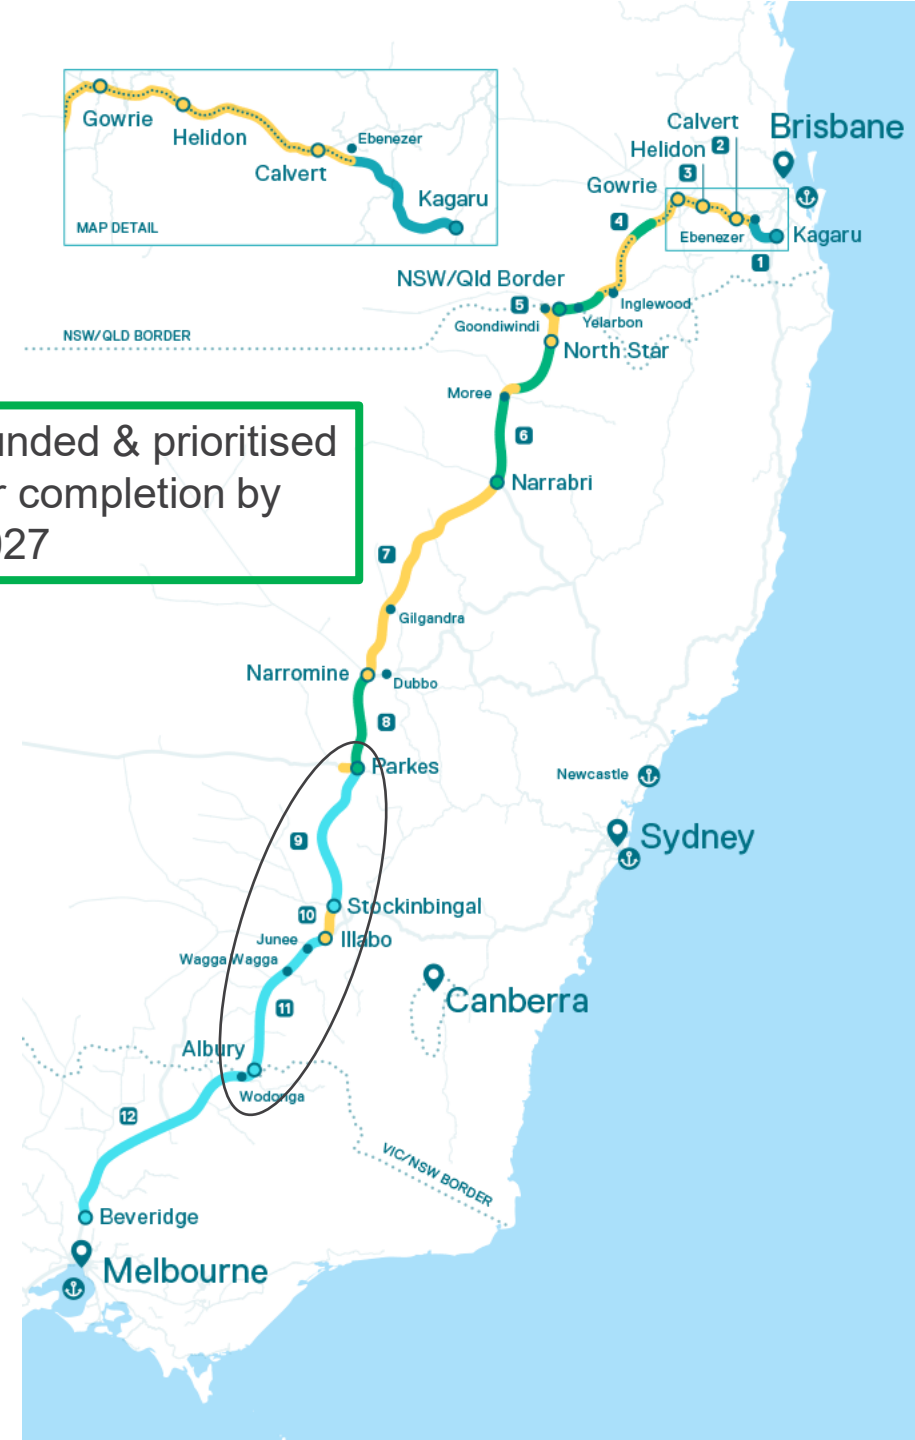 Gowrie
Helidon
Calvert
Ebenezer
Kagaru
MAP DETAIL
Calvert
2
Brisbane
Helidon
3
Gowrie
4
Ebenezer
Kagaru
1
NSW/Qld Border
5
Inglewood
Goondiwindi
Yelarbon
NSW/QLD BORDER
North Star
Moree
6
& prioritised
completion by
Narrabri
7
Gilgandra
Narromine
Dubbo
8
Parkes
Newcastle
9
Sydney
Stockinbingal
10
Junee
Illabo
Wagga Wagga
Canberra
11
Albury
Wodonga
12
VIC/NSW BORDER
Beveridge
Melbourne